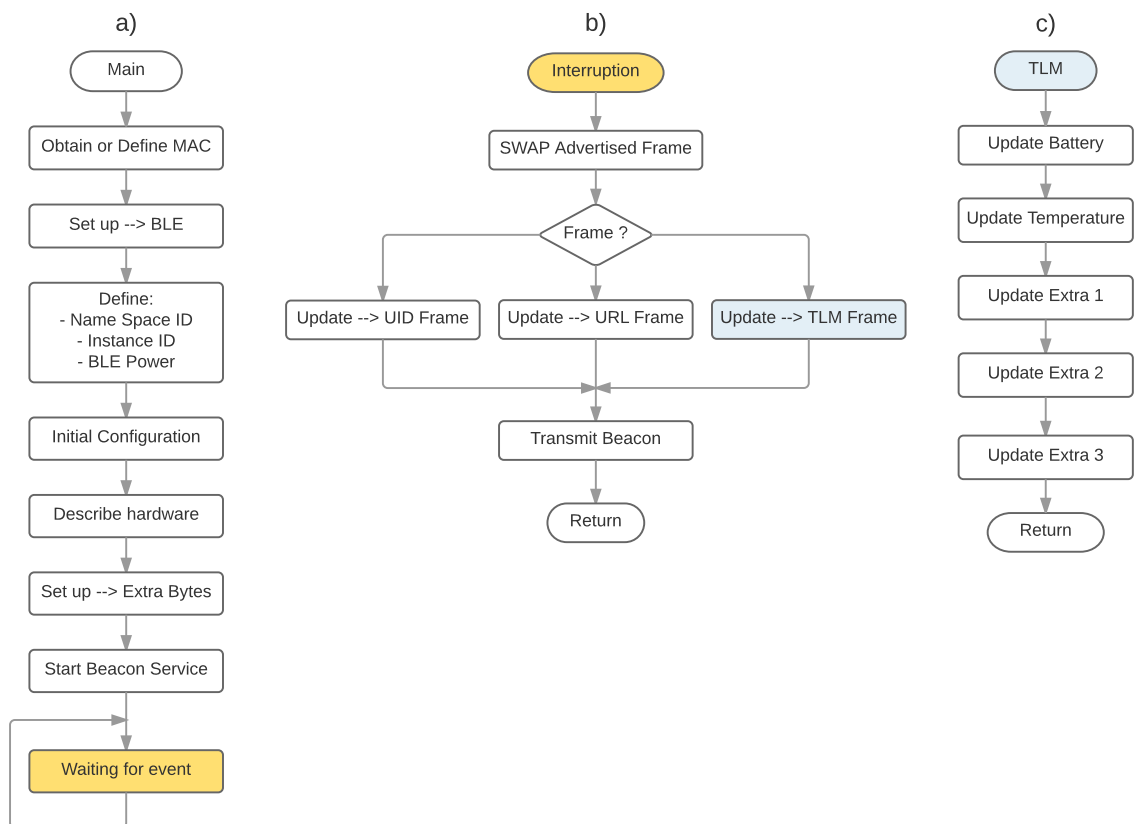 a)
Main
Obtain or Define MAC
Set up --> BLE
Define:
- Name Space ID
- Instance ID
- BLE Power
Initial Configuration
Describe hardware
Set up --> Extra Bytes
Start Beacon Service
Waiting for event
b)
Interruption
SWAP Advertised Frame
Frame ?
Update --> UID Frame
Update --> URL Frame
Update --> TLM Frame
Transmit Beacon
Return
c)
TLM
Update Battery
Update Temperature
Update Extra 1
Update Extra 2
Update Extra 3
Return